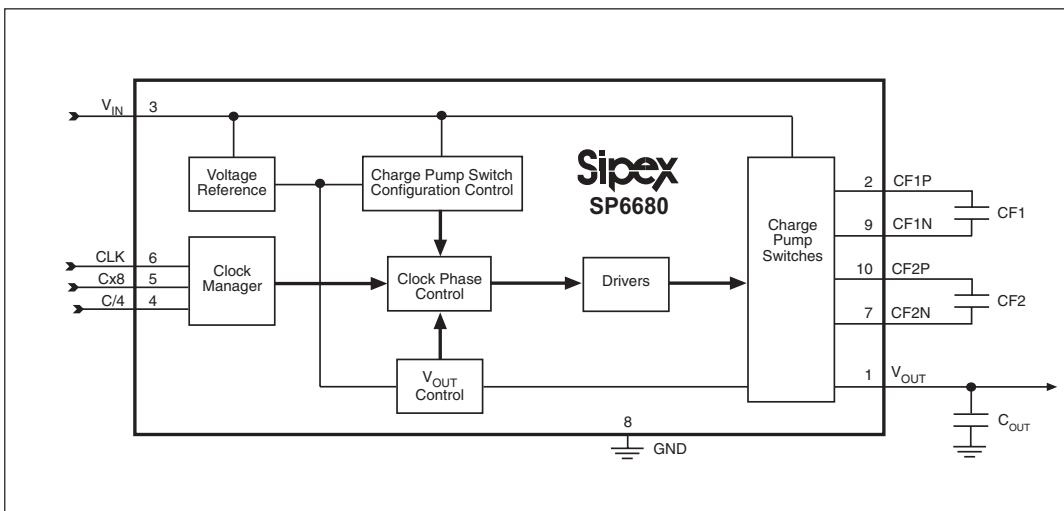 V_IN 3
Voltage
Reference
Charge Pump Switch
Configuration Control
Sipex
SP6680
2 CF1P
CF1
9 CF1N
Charge
Pump
Switches
CLK 6
Cx8 5
C/4 4
Clock
Manager
Clock Phase
Control
Drivers
10 CF2P
CF2
7 CF2N
V_OUT
Control
1 V_OUT
C_OUT
8
GND